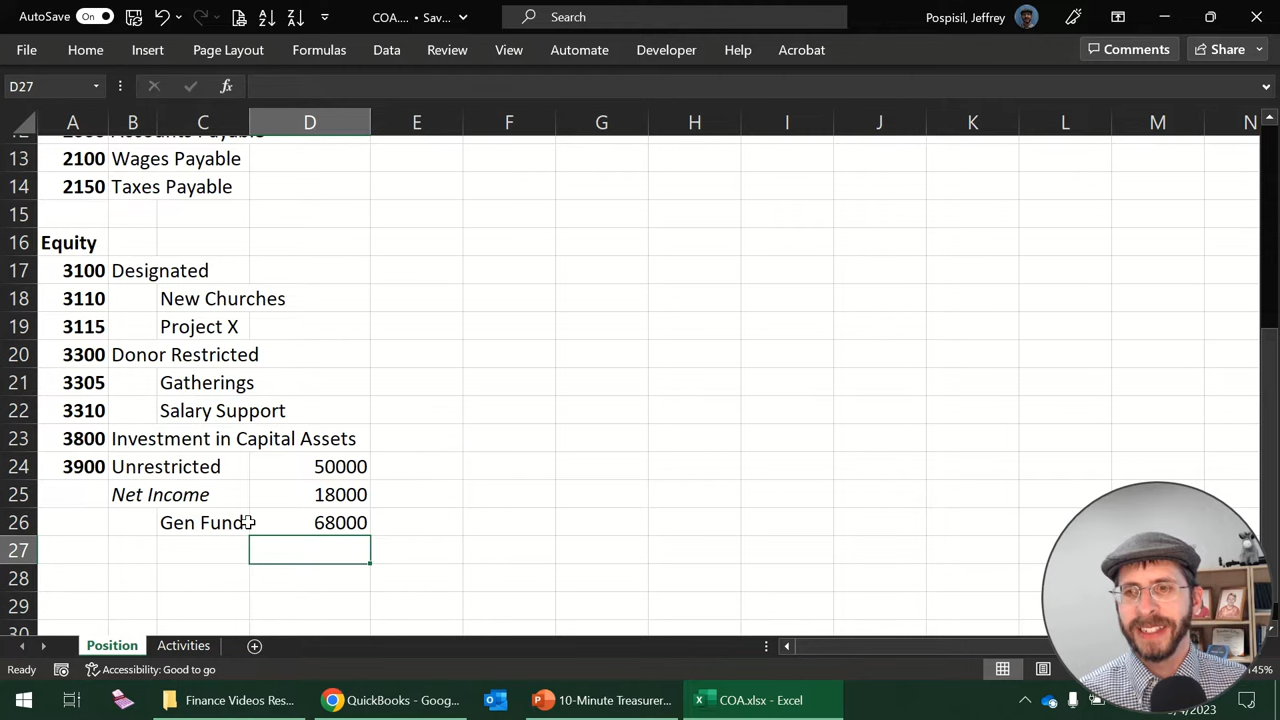 AutoSave On COA.... • Sav... Search Pospisil, Jeffrey
File Home Insert Page Layout Formulas Data Review View Automate Developer Help Acrobat Comments Share
D27 fx
A B C D E F G H I J K L M N
13 2100 Wages Payable
14 2150 Taxes Payable
15
16 Equity
17 3100 Designated
18 3110 New Churches
19 3115 Project X
20 3300 Donor Restricted
21 3305 Gatherings
22 3310 Salary Support
23 3800 Investment in Capital Assets
24 3900 Unrestricted 50000
25 Net Income 18000
26 Gen Fund 68000
27
28
29
30
Position Activities
Ready Accessibility: Good to go 145%
Finance Videos Res... QuickBooks - Goog... 10-Minute Treasurer... COA.xlsx - Excel